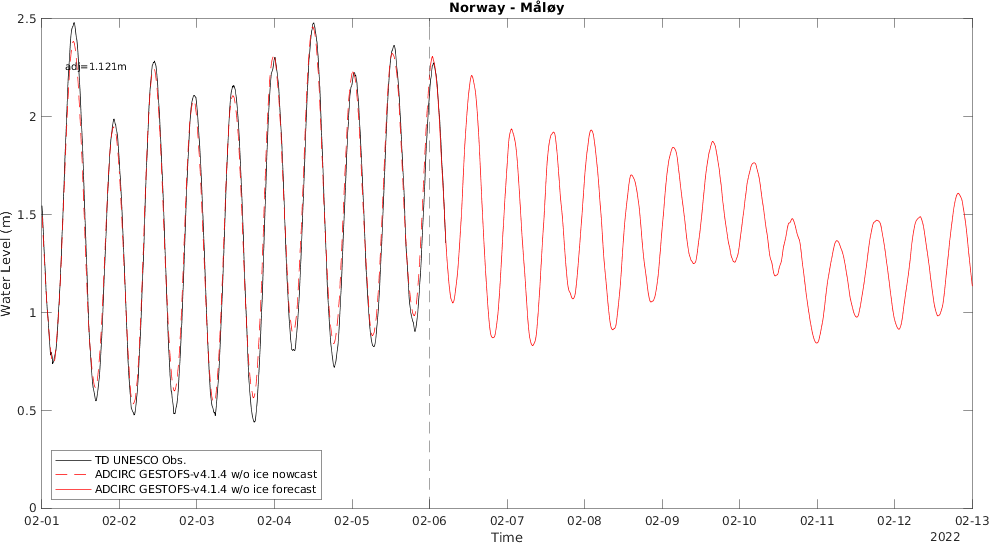 Norway - Måløy
2.5
adj=1.121m
2
1.5
Water Level (m)
1
0.5
TD UNESCO Obs.
ADCIRC GESTOFS-v4.1.4 w/o ice nowcast
ADCIRC GESTOFS-v4.1.4 w/o ice forecast
0
02-01 02-02 02-03 02-04 02-05 02-06 02-07 02-08 02-09 02-10 02-11 02-12 02-13
Time
2022